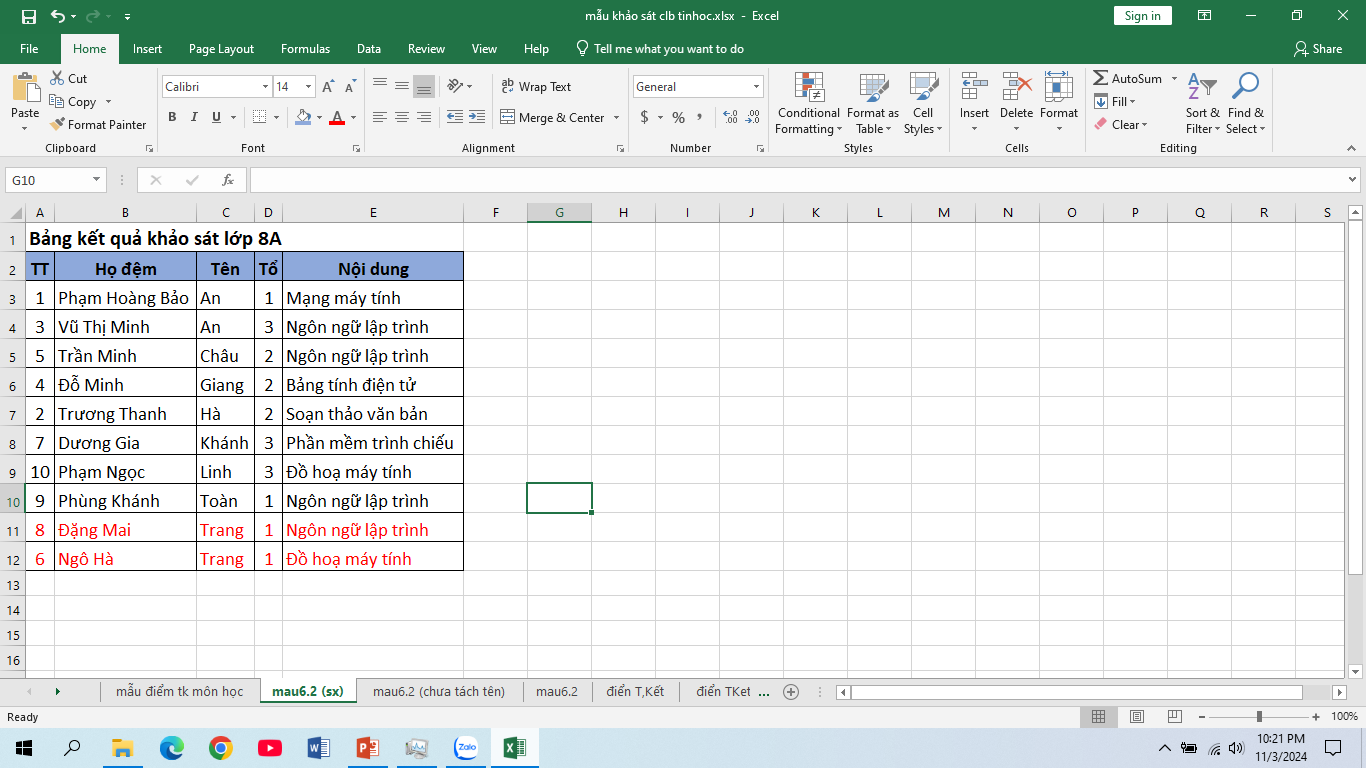 mẫu khảo sát clb tinhoc.xlsx - Excel
Sign in
File Home Insert Page Layout Formulas Data Review View Help Tell me what you want to do Share
Paste
Cut
Copy
Format Painter
Clipboard
Calibri 14
B I U
Font
Wrap Text
Merge & Center
Alignment
General
$ % ,
Number
Conditional Formatting
Format as Table
Cell Styles
Styles
Insert Delete Format
Cells
AutoSum
Fill
Clear
Sort & Filter
Find & Select
Editing
G10 fx
A B C D E F G H I J K L M N O P Q R S
1 Bảng kết quả khảo sát lớp 8A
2 TT Họ đệm Tên Tổ Nội dung
3 1 Phạm Hoàng Bảo An 1 Mạng máy tính
4 3 Vũ Thị Minh An 3 Ngôn ngữ lập trình
5 5 Trần Minh Châu 2 Ngôn ngữ lập trình
6 4 Đỗ Minh Giang 2 Bảng tính điện tử
7 2 Trương Thanh Hà 2 Soạn thảo văn bản
8 7 Dương Gia Khánh 3 Phần mềm trình chiếu
9 10 Phạm Ngọc Linh 3 Đồ hoạ máy tính
10 9 Phùng Khánh Toàn 1 Ngôn ngữ lập trình
11 8 Đặng Mai Trang 1 Ngôn ngữ lập trình
12 6 Ngô Hà Trang 1 Đồ hoạ máy tính
13
14
15
16
mẫu điểm tk môn học mau6.2 (sx) mau6.2 (chưa tách tên) mau6.2 điển T,Kết điển TKet ...
Ready 100%
Zalo
10:21 PM
11/3/2024